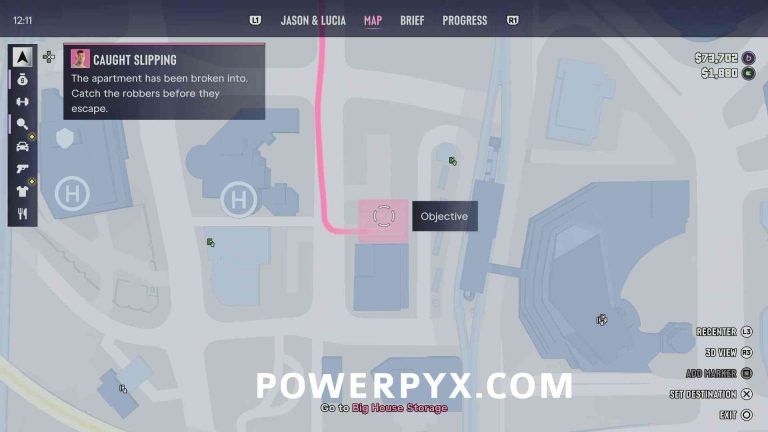 12:11
L1
JASON & LUCIA
MAP
BRIEF
PROGRESS
R1
CAUGHT SLIPPING
The apartment has been broken into.
Catch the robbers before they
escape.
$73,702
$1,880
H
H
Objective
RECENTER L3
3D VIEW R3
ADD MARKER
SET DESTINATION
EXIT
POWERPYX.COM
Go to Big House Storage